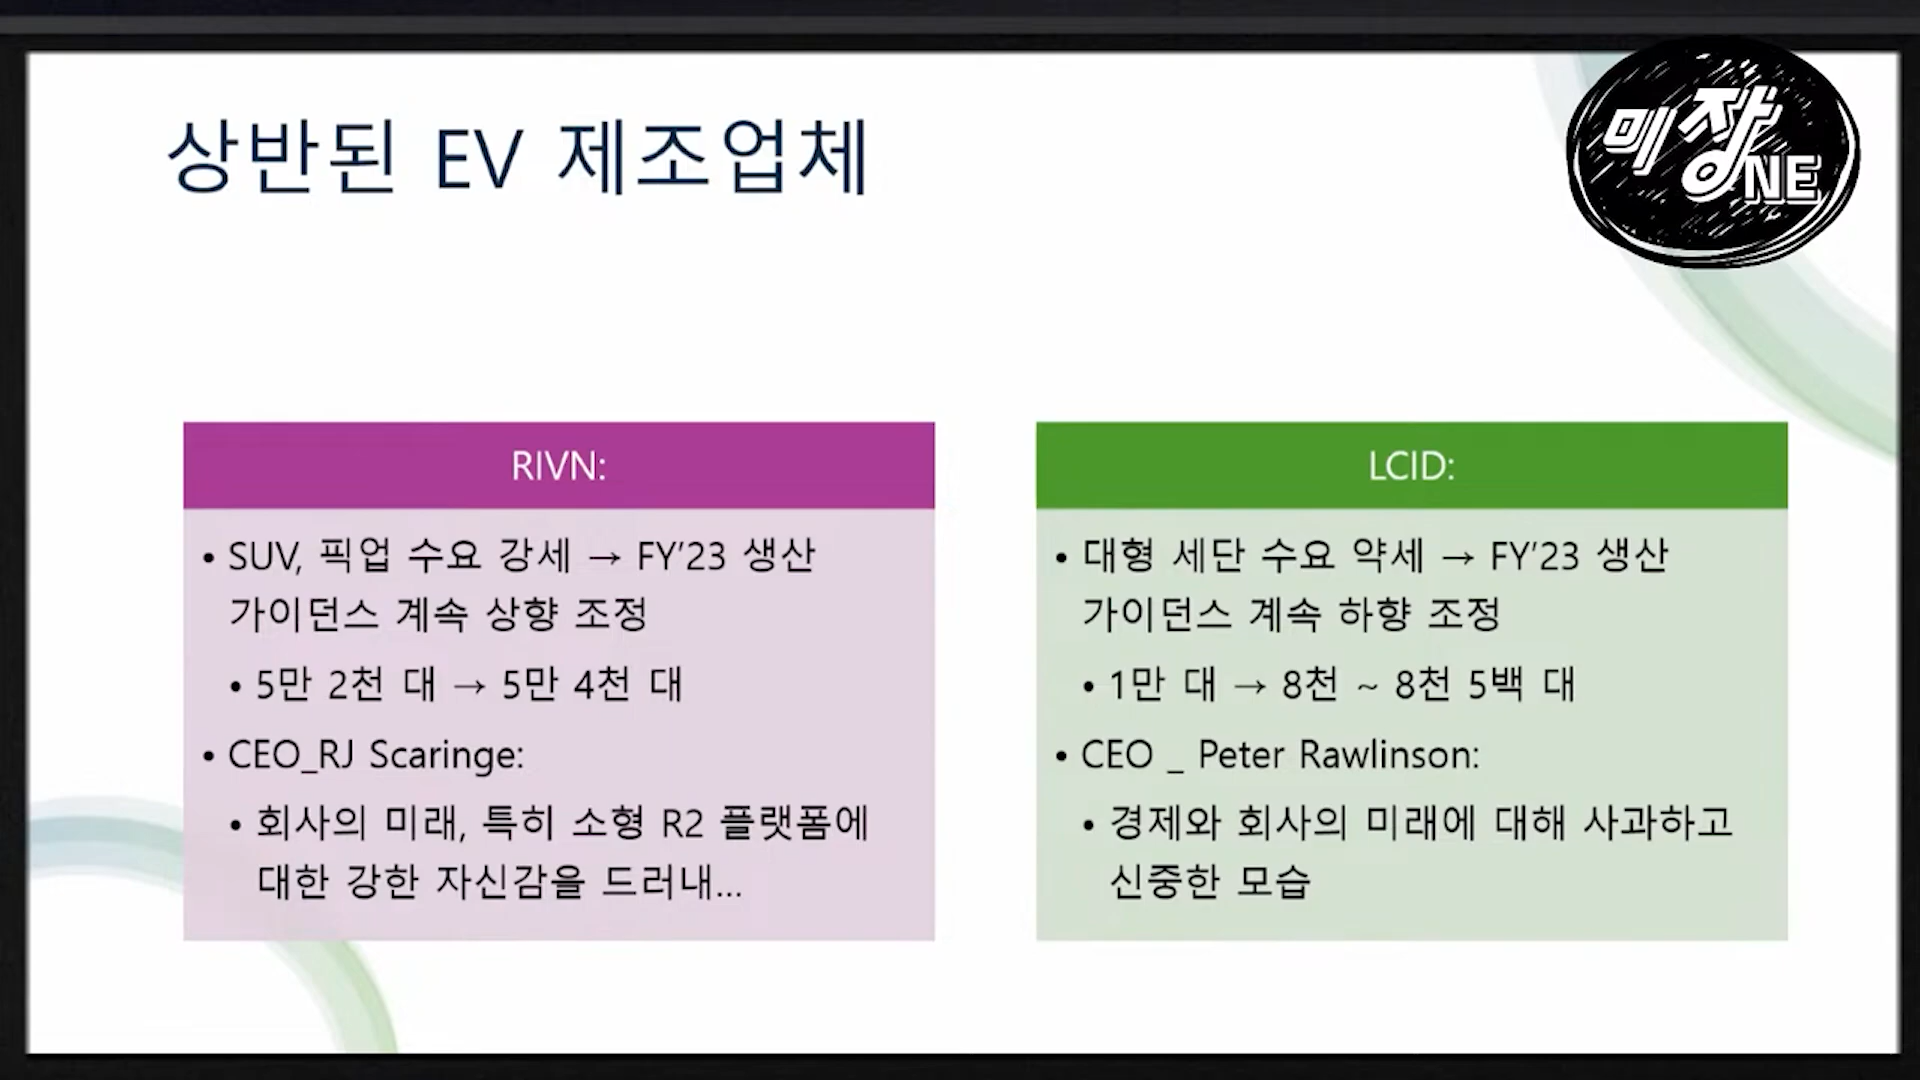 상반된 EV 제조업체
미장
NE
RIVN:
• SUV, 픽업 수요 강세 → FY’23 생산
가이던스 계속 상향 조정
• 5만 2천 대 → 5만 4천 대
• CEO_RJ Scaringe:
• 회사의 미래, 특히 소형 R2 플랫폼에
대한 강한 자신감을 드러내...
LCID:
• 대형 세단 수요 약세 → FY’23 생산
가이던스 계속 하향 조정
• 1만 대 → 8천 ~ 8천 5백 대
• CEO _ Peter Rawlinson:
• 경제와 회사의 미래에 대해 사과하고
신중한 모습